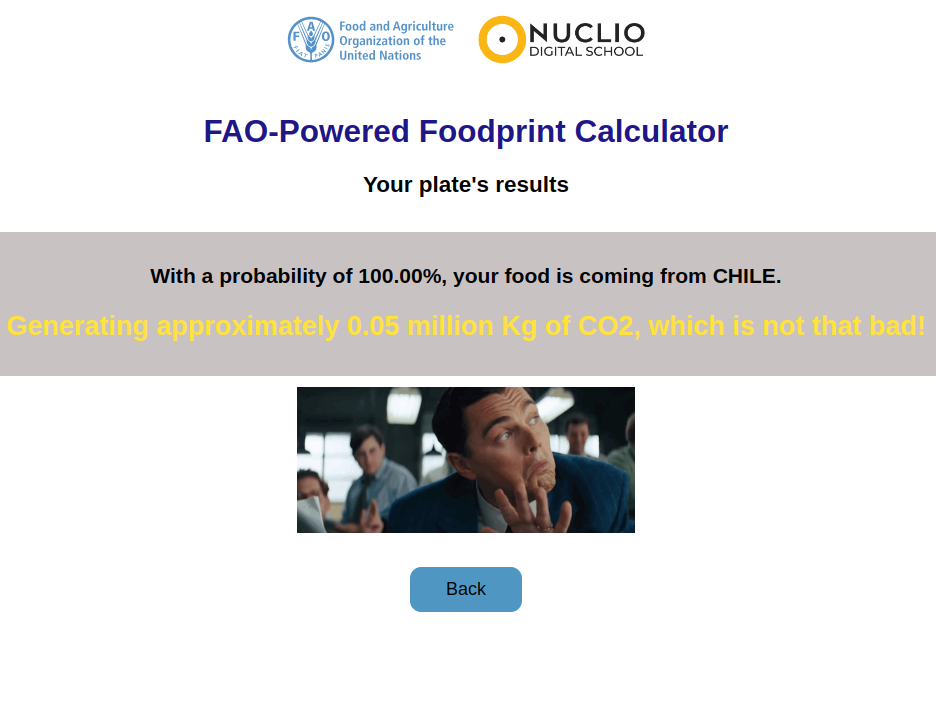 FAO
FIAT PANIS
Food and Agriculture
Organization of the
United Nations
NUCLIO
DIGITAL SCHOOL
FAO-Powered Foodprint Calculator
Your plate's results
With a probability of 100.00%, your food is coming from CHILE.
Generating approximately 0.05 million Kg of CO2, which is not that bad!
Back